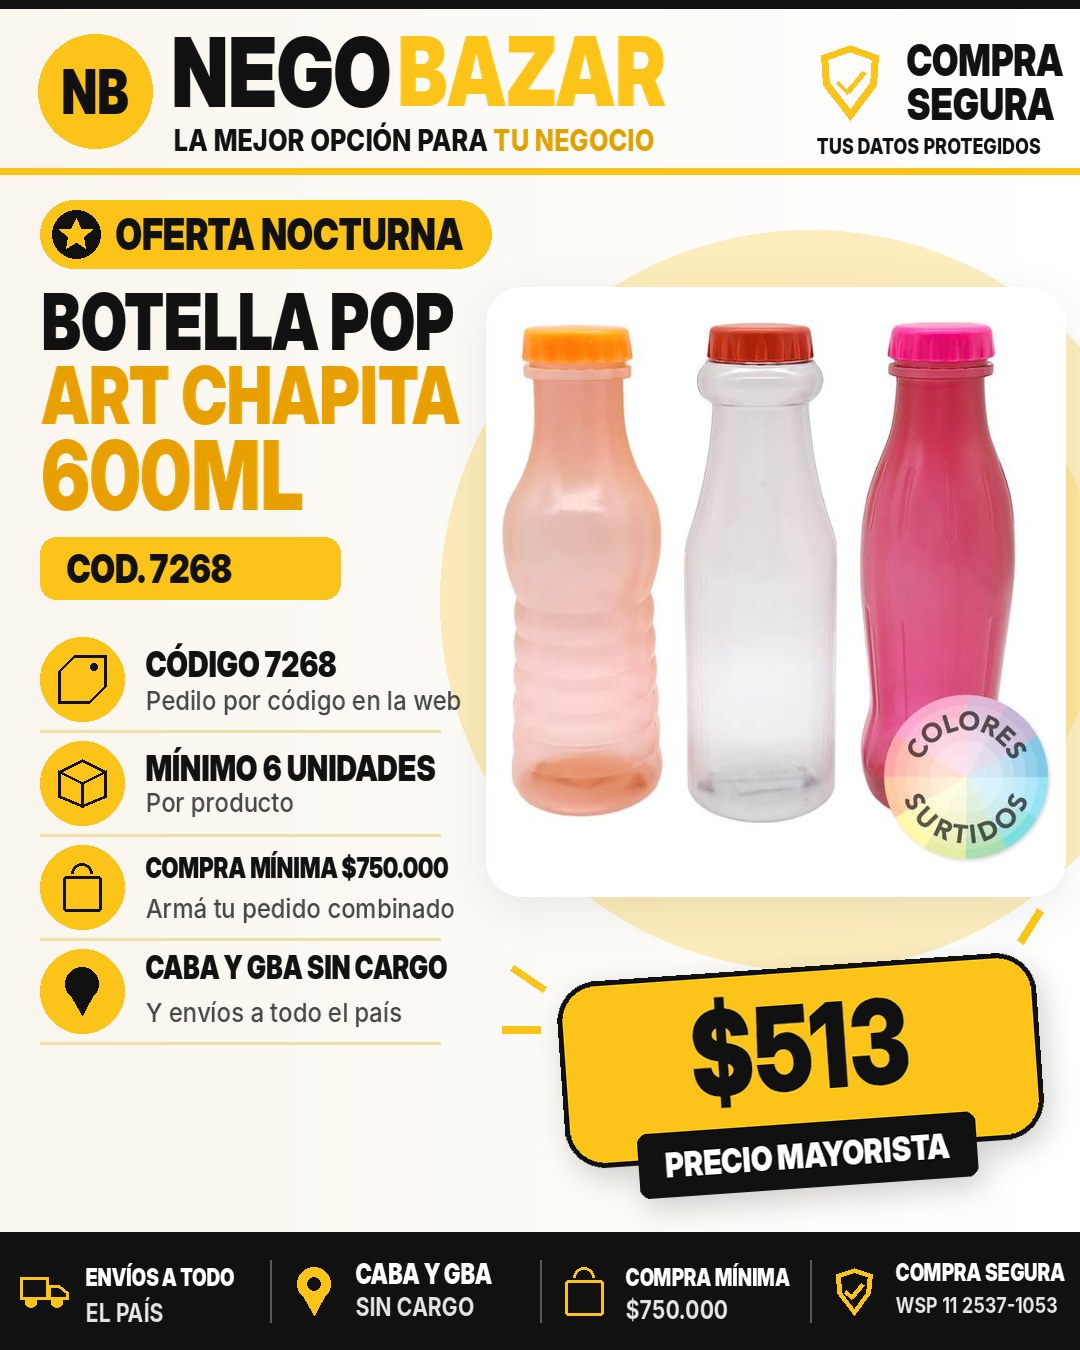 NB
NEGO BAZAR
LA MEJOR OPCIÓN PARA TU NEGOCIO
COMPRA
SEGURA
TUS DATOS PROTEGIDOS
OFERTA NOCTURNA
BOTELLA POP
ART CHAPITA
600ML
COD. 7268
CÓDIGO 7268
Pedilo por código en la web
MÍNIMO 6 UNIDADES
Por producto
COMPRA MÍNIMA $750.000
Armá tu pedido combinado
CABA Y GBA SIN CARGO
Y envíos a todo el país
COLORES
SURTIDOS
$513
PRECIO MAYORISTA
ENVÍOS A TODO
EL PAÍS
CABA Y GBA
SIN CARGO
COMPRA MÍNIMA
$750.000
COMPRA SEGURA
WSP 11 2537-1053